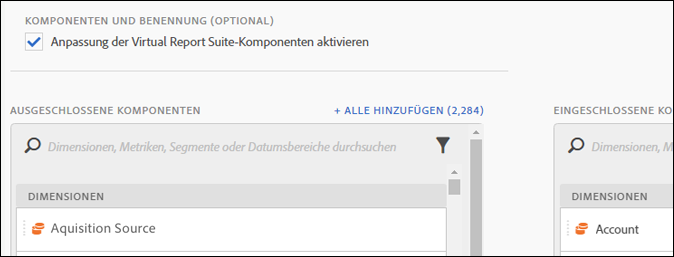 KOMPONENTEN UND BENENNUNG (OPTIONAL)
Anpassung der Virtual Report Suite-Komponenten aktivieren
AUSGESCHLOSSENE KOMPONENTEN
+ ALLE HINZUFÜGEN (2,284)
EINGESCHLOSSENE KO
Dimensionen, Metriken, Segmente oder Datumsbereiche durchsuchen
Dimensionen, M
DIMENSIONEN
DIMENSIONEN
Aquisition Source
Account